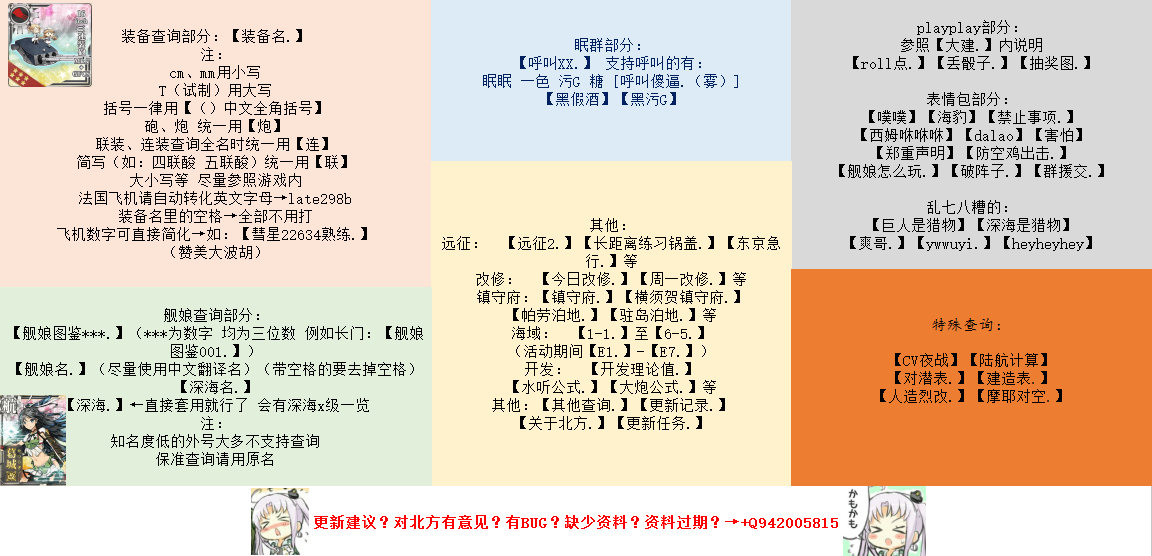 装备查询部分：【装备名.】
注：
cm、mm用小写
T（试制）用大写
括号一律用【（）中文全角括号】
砲、炮 统一用【炮】
联装、连装查询全名时统一用【连】
简写（如：四联酸 五联酸）统一用【联】
大小写等 尽量参照游戏内
法国飞机请自动转化英文字母→late298b
装备名里的空格→全部不用打
飞机数字可直接简化→如：【彗星22634熟练.】
（赞美大波胡）
舰娘查询部分：
【舰娘图鉴***.】（***为数字 均为三位数 例如长门：【舰娘
图鉴001.】）
【舰娘名.】（尽量使用中文翻译名）（带空格的要去掉空格）
【深海名.】
【深海.】←直接套用就行了 会有深海x级一览
注：
知名度低的外号大多不支持查询
保准查询请用原名
眠群部分：
【呼叫XX.】 支持呼叫的有：
眠眠 一色 污G 糖 [呼叫傻逼.（雾）]
【黑假酒】【黑污G】
其他：
远征： 【远征2.】【长距离练习锅盖.】【东京急
行.】等
改修： 【今日改修.】【周一改修.】等
镇守府：【镇守府.】【横须贺镇守府.】
【帕劳泊地.】【驻岛泊地.】等
海域： 【1-1.】至【6-5.】
（活动期间【E1.】-【E7.】）
开发： 【开发理论值.】
【水听公式.】【大炮公式.】等
其他：【其他查询.】【更新记录.】
【关于北方.】【更新任务.】
playplay部分：
参照【大建.】内说明
【roll点.】【丢骰子.】【抽奖图.】
表情包部分：
【噗噗】【海豹】【禁止事项.】
【西姆咻咻咻】【dalao】【害怕】
【郑重声明】【防空鸡出击.】
【舰娘怎么玩.】【破阵子.】【群援交.】
乱七八糟的：
【巨人是猎物】【深海是猎物】
【爽哥.】【ywwuyi.】【heyheyhey】
特殊查询：
【CV夜战】【陆航计算】
【对潜表.】【建造表.】
【人造烈改.】【摩耶对空.】
更新建议？对北方有意见？有BUG？缺少资料？资料过期？→+Q942005815
かもかも